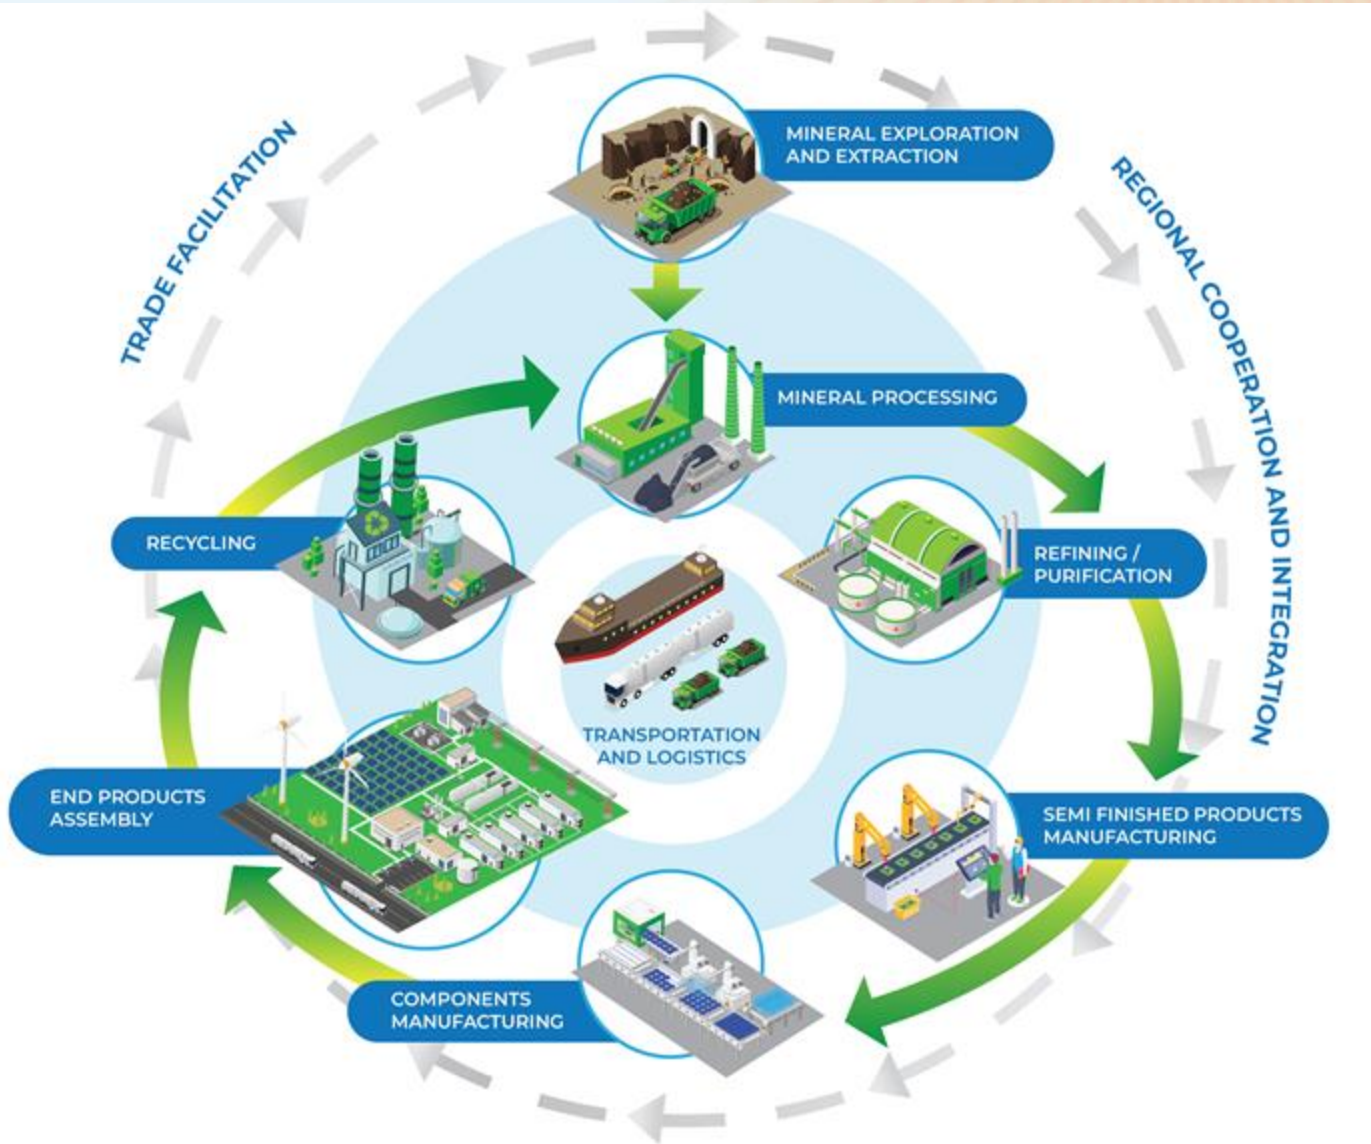 TRADE FACILITATION
REGIONAL COOPERATION AND INTEGRATION
MINERAL EXPLORATION
AND EXTRACTION
MINERAL PROCESSING
REFINING /
PURIFICATION
SEMI FINISHED PRODUCTS
MANUFACTURING
COMPONENTS
MANUFACTURING
END PRODUCTS
ASSEMBLY
RECYCLING
TRANSPORTATION
AND LOGISTICS